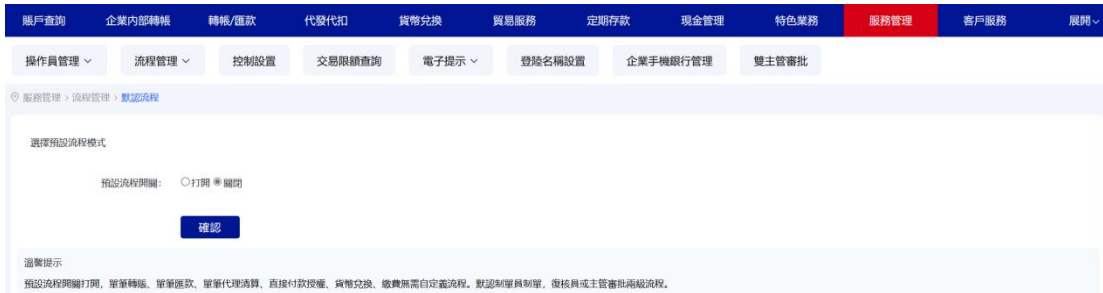 賬戶查詢 企業內部轉帳 轉帳/匯款 代發代扣 貨幣兌換 貿易服務 定期存款 現金管理 特色業務 服務管理 客戶服務 展開
操作員管理 流程管理 控制設置 交易限額查詢 電子提示 登陸名稱設置 企業手機銀行管理 雙主管審批
服務管理 > 流程管理 > 默認流程
選擇預設流程模式
預設流程開關: 打開 關閉
確認
溫馨提示
預設流程開關打開, 單筆轉賬、單筆匯款、單筆代理清算、直接付款授權、貨幣兌換、繳費無需自定義流程。默認制單員制單, 復核員或主管審批兩級流程。